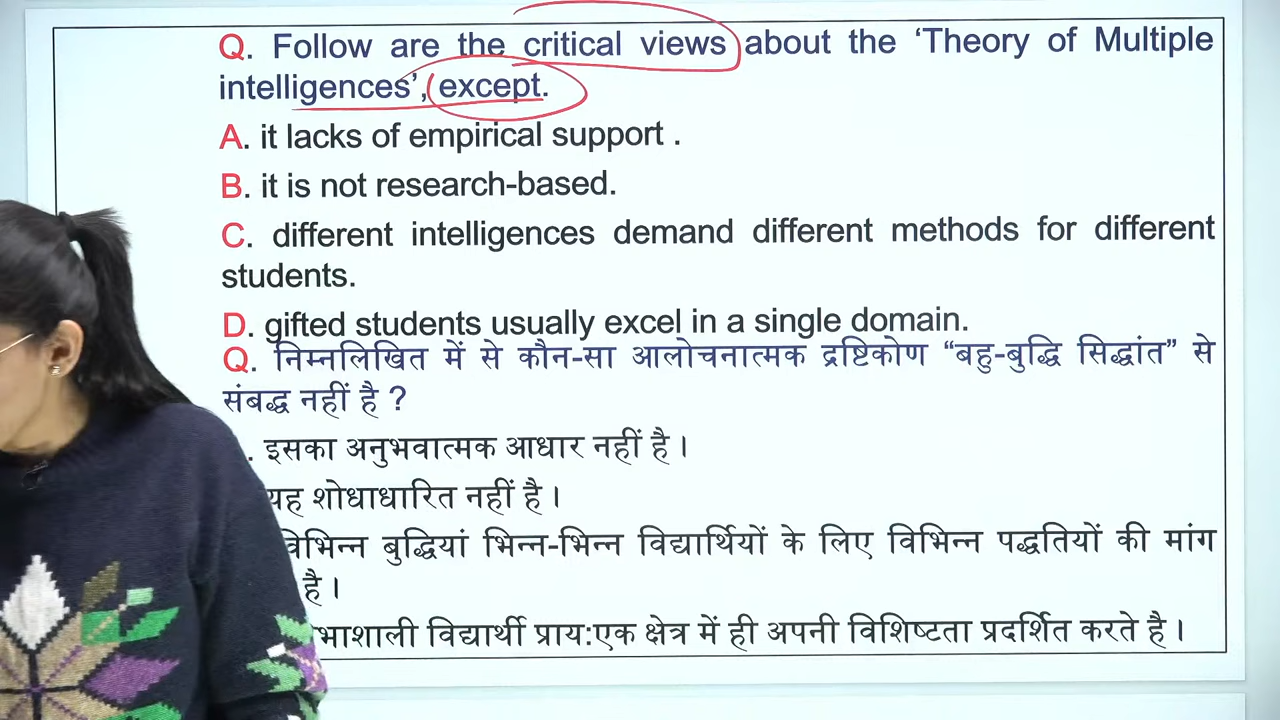 Q. Follow are the critical views about the ‘Theory of Multiple
intelligences’, except.
A. it lacks of empirical support .
B. it is not research-based.
C. different intelligences demand different methods for different
students.
D. gifted students usually excel in a single domain.
Q. निम्नलिखित में से कौन-सा आलोचनात्मक द्रष्टिकोण “बहु-बुद्धि सिद्धांत” से
संबद्ध नहीं है ?
. इसका अनुभवात्मक आधार नहीं है ।
यह शोधाधारित नहीं है ।
विभिन्न बुद्धियां भिन्न-भिन्न विद्यार्थियों के लिए विभिन्न पद्धतियों की मांग
है ।
भाशाली विद्यार्थी प्राय:एक क्षेत्र में ही अपनी विशिष्टता प्रदर्शित करते है ।